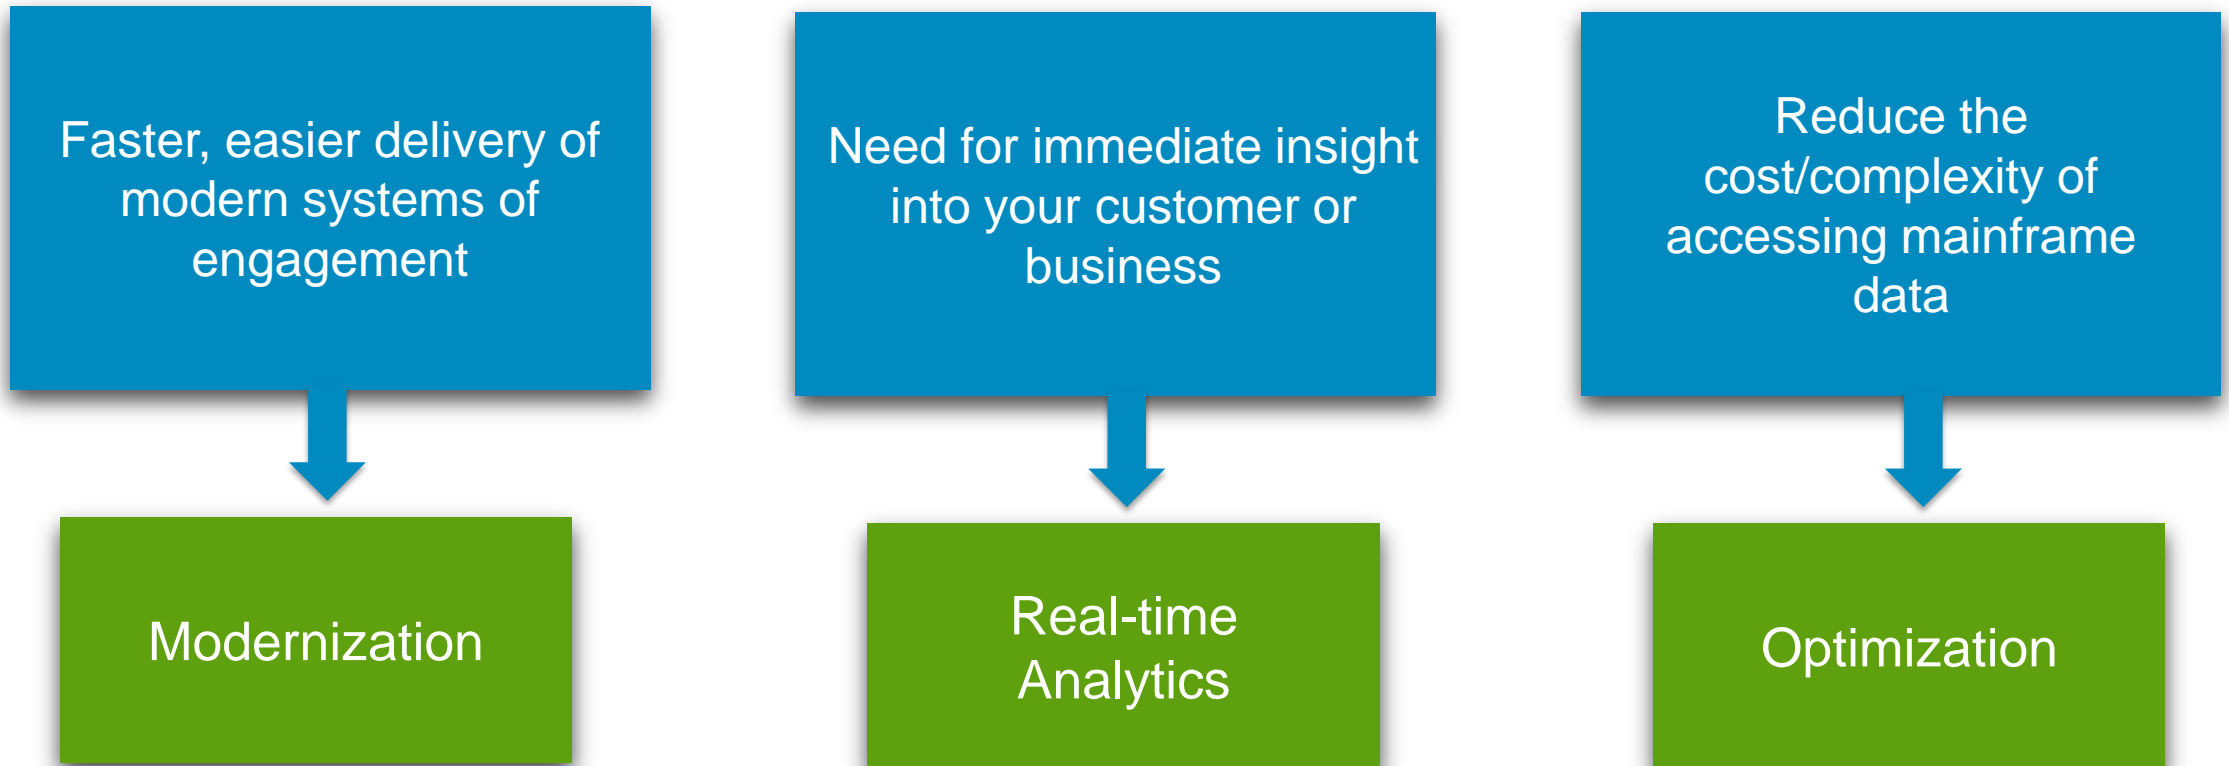 Faster, easier delivery of
modern systems of
engagement
Need for immediate insight
into your customer or
business
Reduce the
cost/complexity of
accessing mainframe
data
Modernization
Real-time
Analytics
Optimization